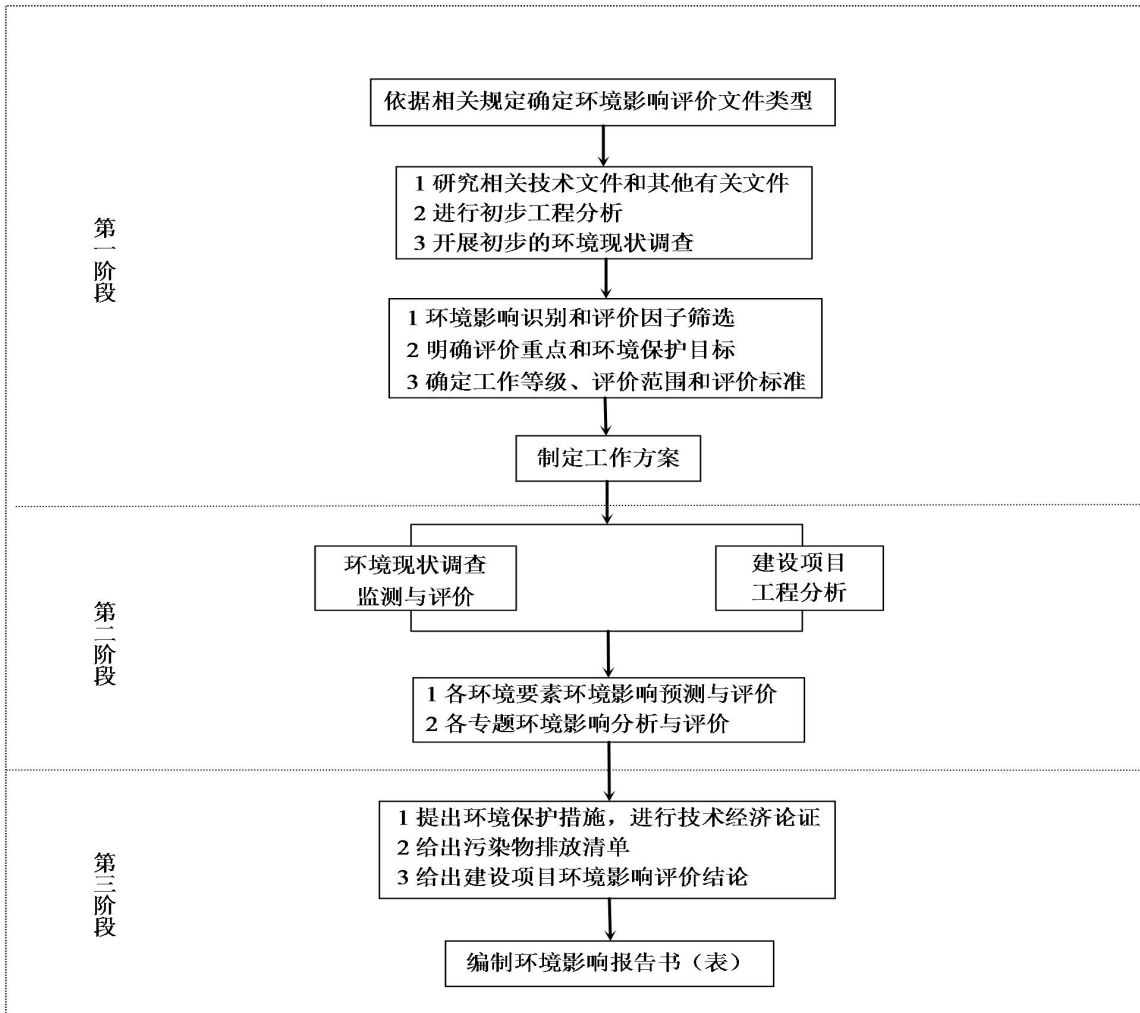 依据相关规定确定环境影响评价文件类型
第一阶段
1 研究相关技术文件和其他有关文件
2 进行初步工程分析
3 开展初步的环境现状调查
1 环境影响识别和评价因子筛选
2 明确评价重点和环境保护目标
3 确定工作等级、评价范围和评价标准
制定工作方案
第二阶段
环境现状调查
监测与评价
建设项目
工程分析
1 各环境要素环境影响预测与评价
2 各专题环境影响分析与评价
第三阶段
1 提出环境保护措施，进行技术经济论证
2 给出污染物排放清单
3 给出建设项目环境影响评价结论
编制环境影响报告书（表）